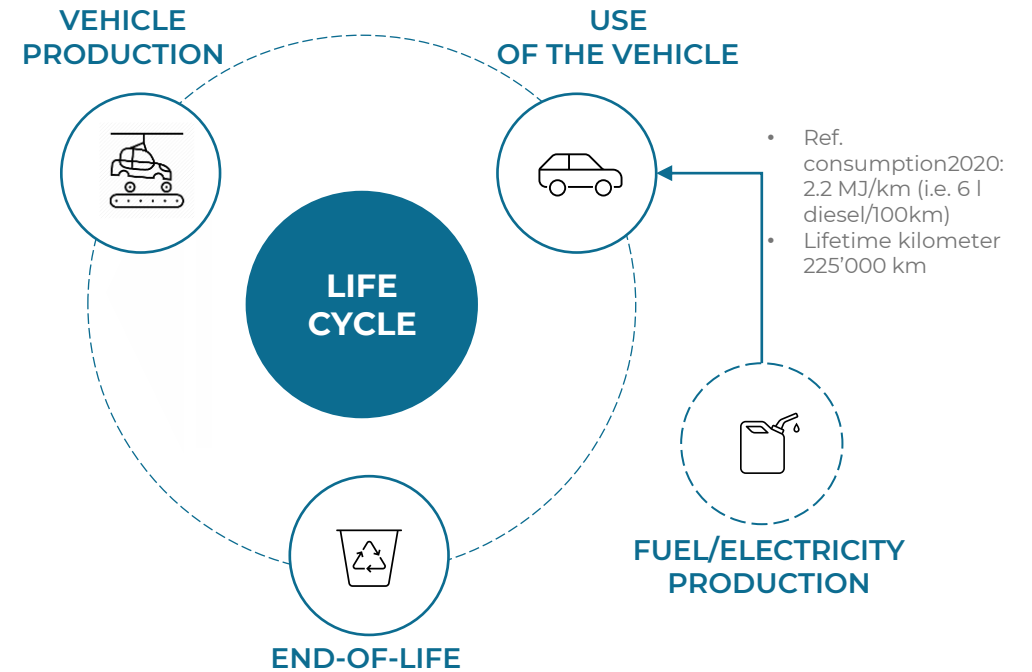 VEHICLE
PRODUCTION
USE
OF THE VEHICLE
• Ref.
consumption2020:
2.2 MJ/km (i.e. 6 l
diesel/100km)
• Lifetime kilometer
225’000 km
LIFE
CYCLE
FUEL/ELECTRICITY
PRODUCTION
END-OF-LIFE